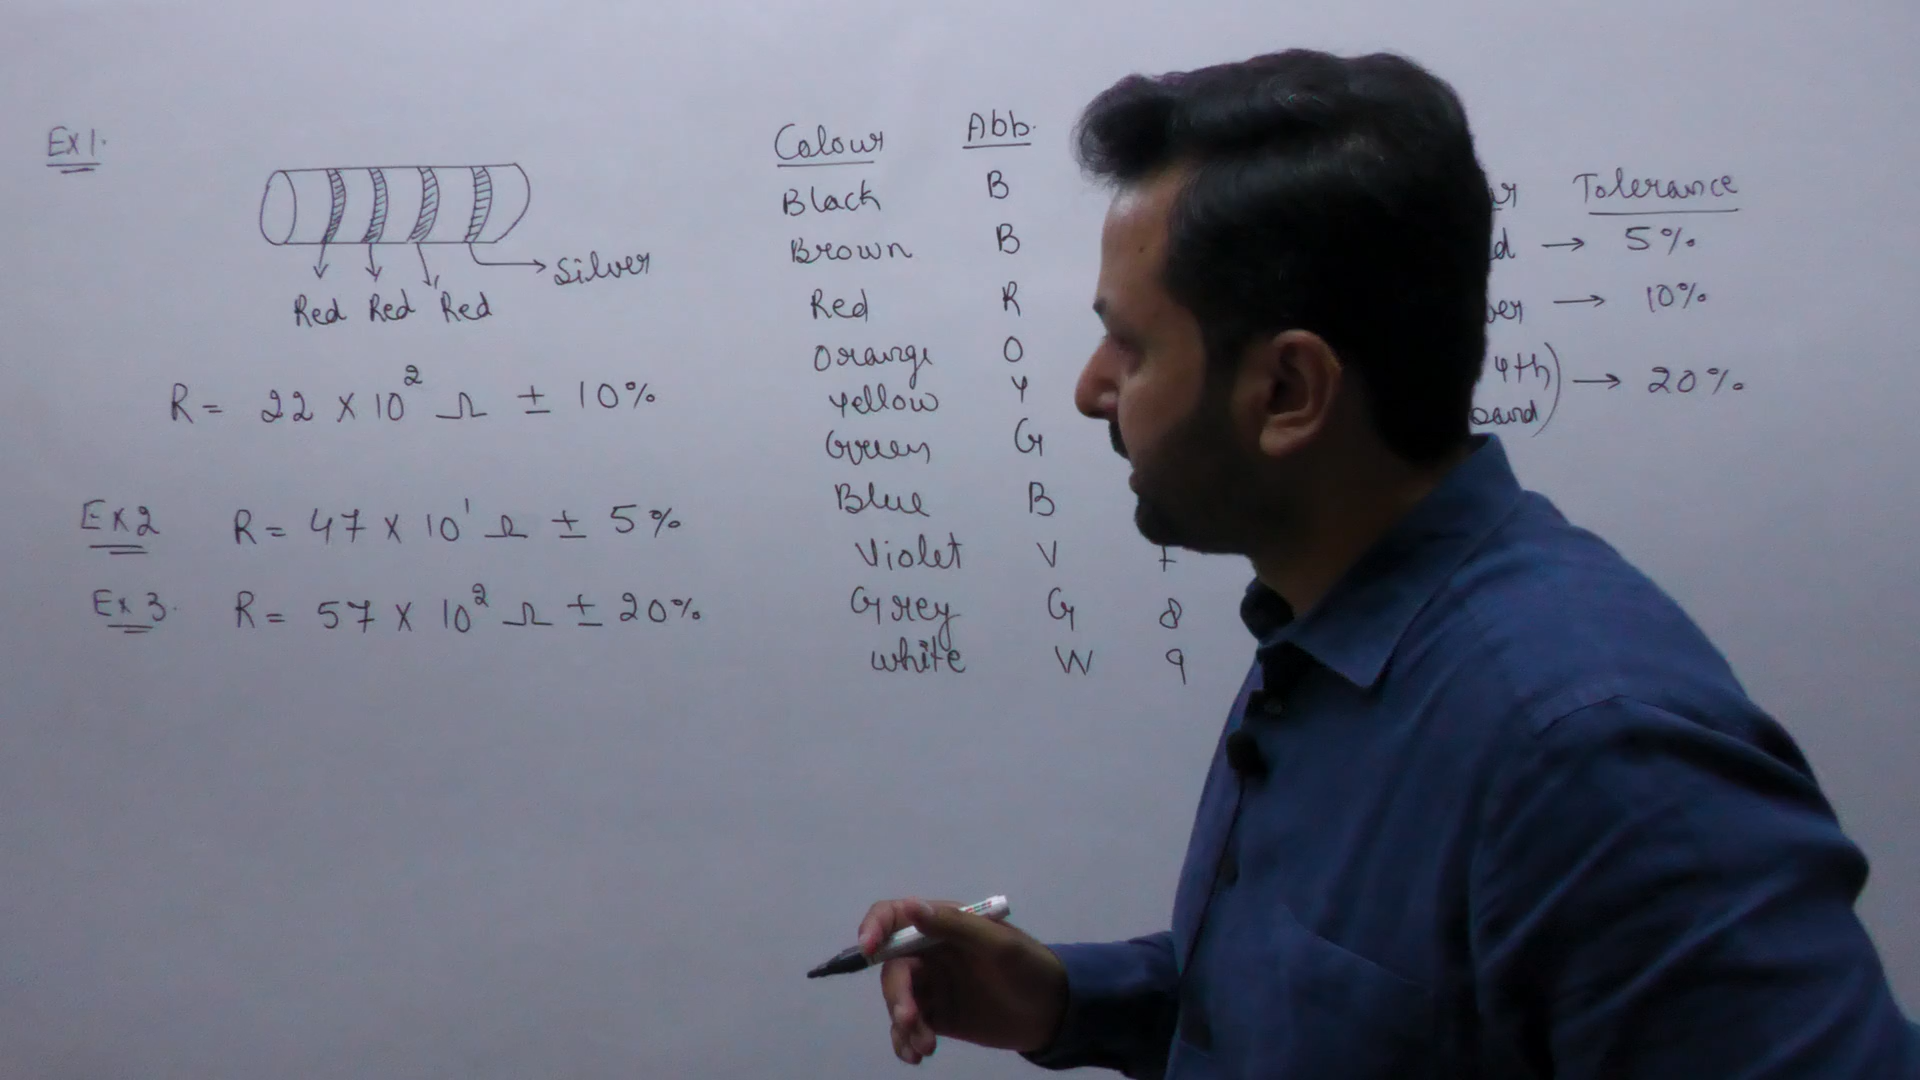 Ex 1.
Silver
Red Red Red
R = 22 × 10² Ω ± 10%
Ex 2 R = 47 × 10¹ Ω ± 5%
Ex 3. R = 57 × 10² Ω ± 20%
Colour Abb.
Black B
Brown B
Red R
Orange O
Yellow Y
Green G
Blue B
Violet V
Grey G 8
White W 9
Tolerance
→ 5%
→ 10%
4th) → 20%